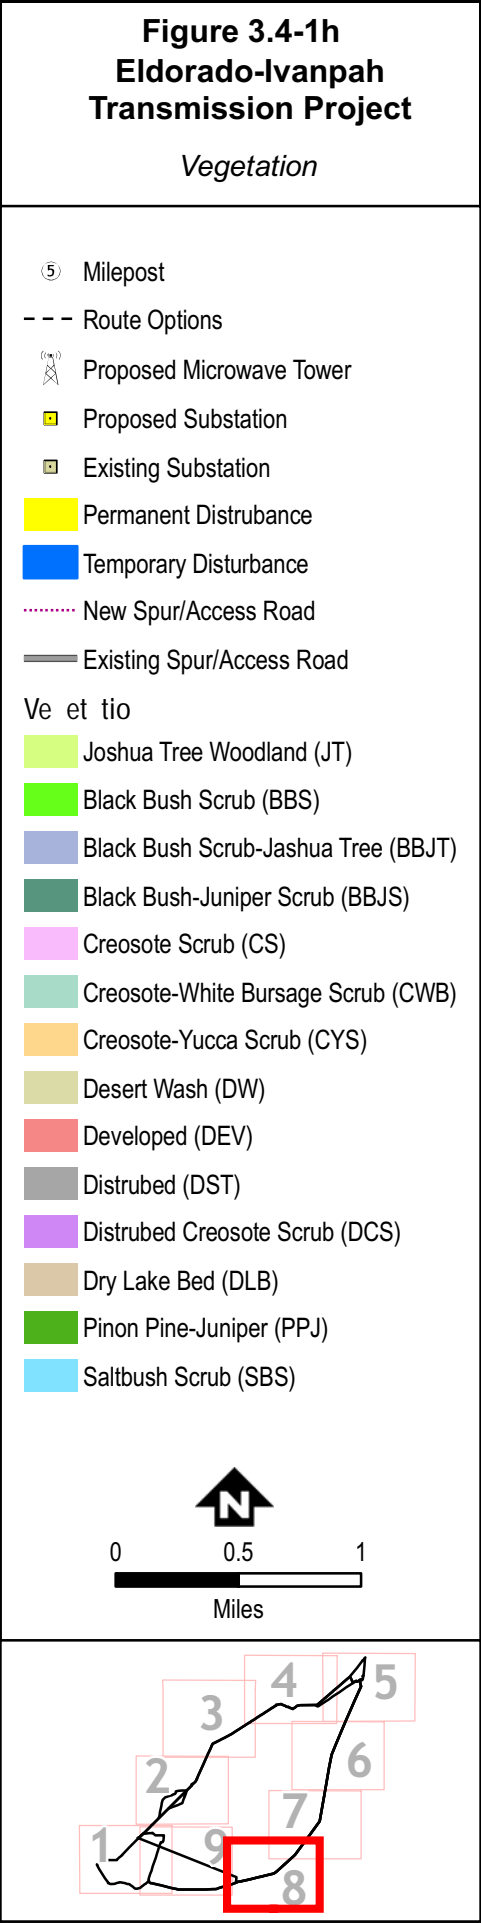 Figure 3.4-1h
Eldorado-Ivanpah
Transmission Project
Vegetation
5 Milepost
Route Options
Proposed Microwave Tower
Proposed Substation
Existing Substation
Permanent Distrubance
Temporary Disturbance
New Spur/Access Road
Existing Spur/Access Road
Ve et tio
Joshua Tree Woodland (JT)
Black Bush Scrub (BBS)
Black Bush Scrub-Jashua Tree (BBJT)
Black Bush-Juniper Scrub (BBJS)
Creosote Scrub (CS)
Creosote-White Bursage Scrub (CWB)
Creosote-Yucca Scrub (CYS)
Desert Wash (DW)
Developed (DEV)
Distrubed (DST)
Distrubed Creosote Scrub (DCS)
Dry Lake Bed (DLB)
Pinon Pine-Juniper (PPJ)
Saltbush Scrub (SBS)
N
0 0.5 1
Miles
4 5
3
6
2
7
1 9
8